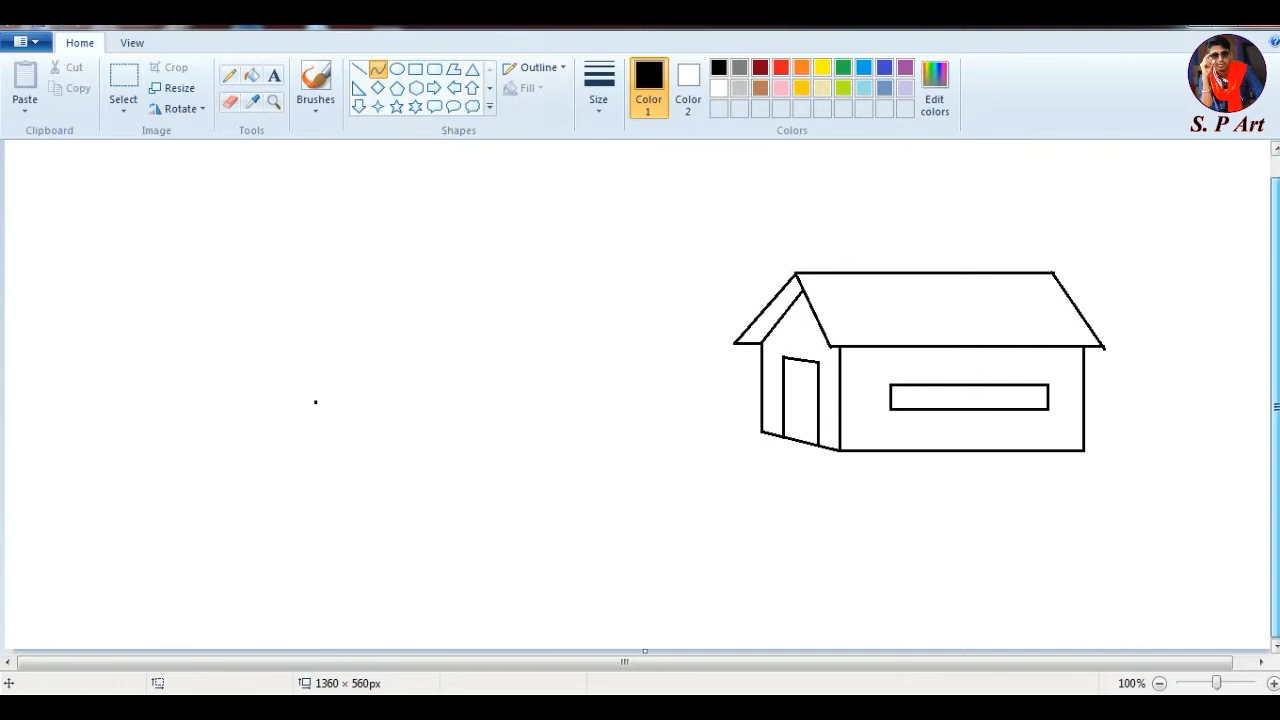 Home View
Paste
Cut
Copy
Clipboard
Select
Crop
Resize
Rotate
Image
A
Tools
Brushes
Shapes
Outline
Fill
Size
Color
1
Color
2
Edit
colors
Colors
S. P Art
1360 × 560px
100%